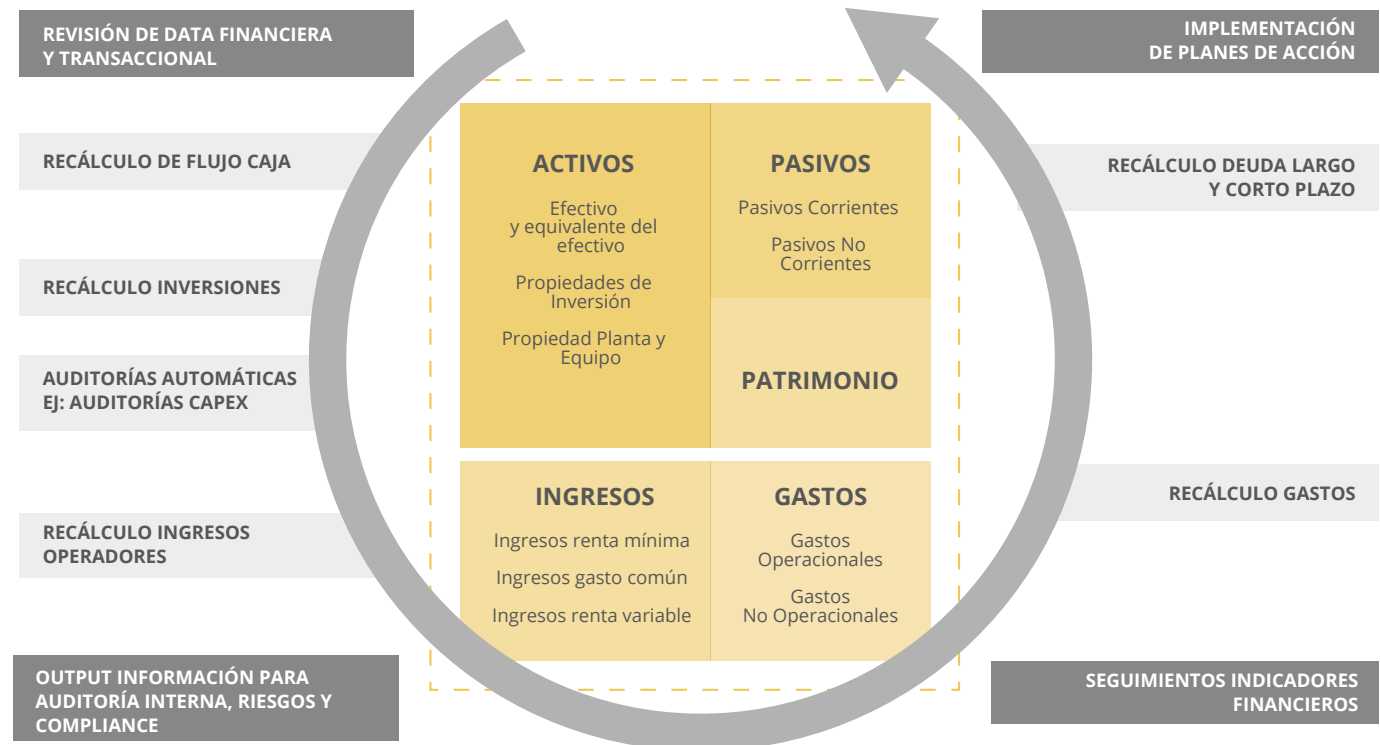 REVISIÓN DE DATA FINANCIERA
Y TRANSACCIONAL
RECÁLCULO DE FLUJO CAJA
RECÁLCULO INVERSIONES
AUDITORÍAS AUTOMÁTICAS
EJ: AUDITORÍAS CAPEX
RECÁLCULO INGRESOS
OPERADORES
OUTPUT INFORMACIÓN PARA
AUDITORÍA INTERNA, RIESGOS Y
COMPLIANCE
ACTIVOS
Efectivo
y equivalente del
efectivo
Propiedades de
Inversión
Propiedad Planta y
Equipo
PASIVOS
Pasivos Corrientes
Pasivos No
Corrientes
PATRIMONIO
INGRESOS
Ingresos renta mínima
Ingresos gasto común
Ingresos renta variable
GASTOS
Gastos
Operacionales
Gastos
No Operacionales
IMPLEMENTACIÓN
DE PLANES DE ACCIÓN
RECÁLCULO DEUDA LARGO
Y CORTO PLAZO
RECÁLCULO GASTOS
SEGUIMIENTOS INDICADORES
FINANCIEROS